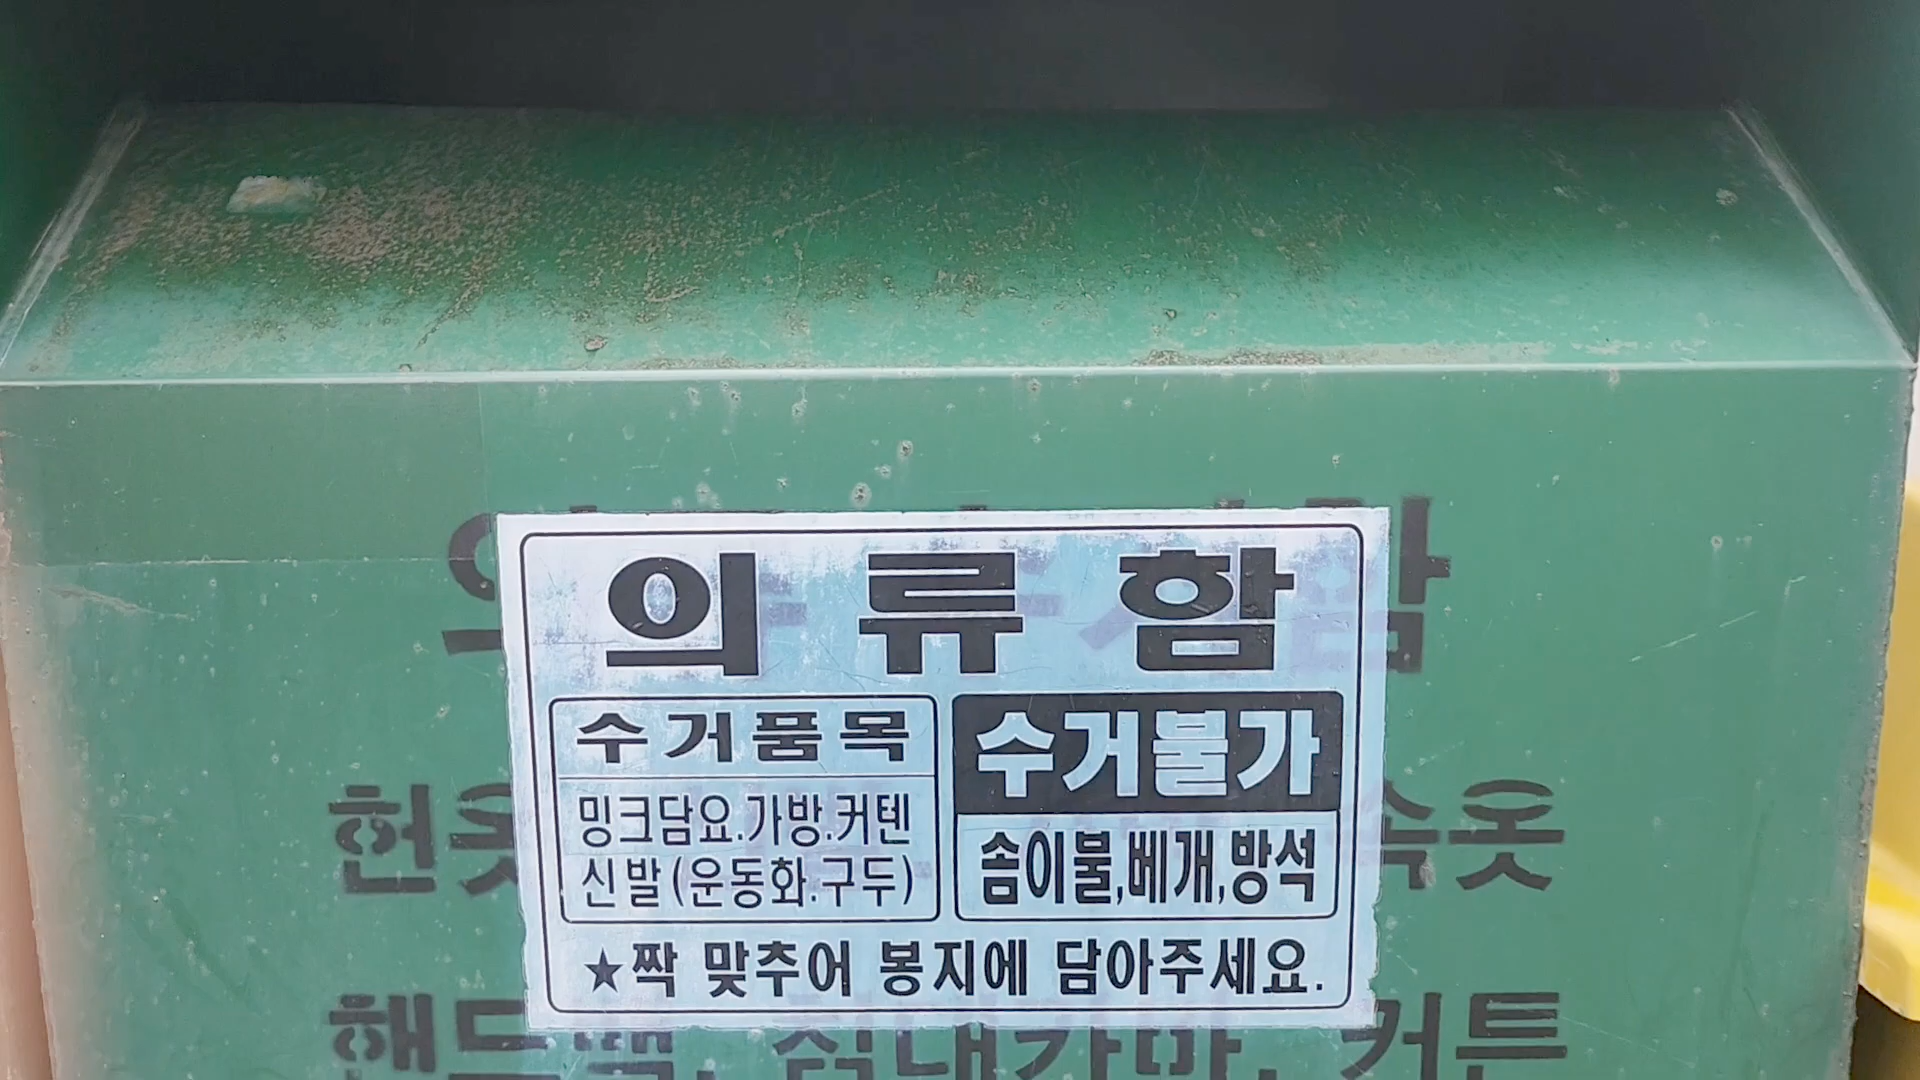 의류함
수거품목
밍크담요.가방.커텐
신발(운동화.구두)
수거불가
솜이불,베개,방석
★짝 맞추어 봉지에 담아주세요.
헌옷 속옷
커튼